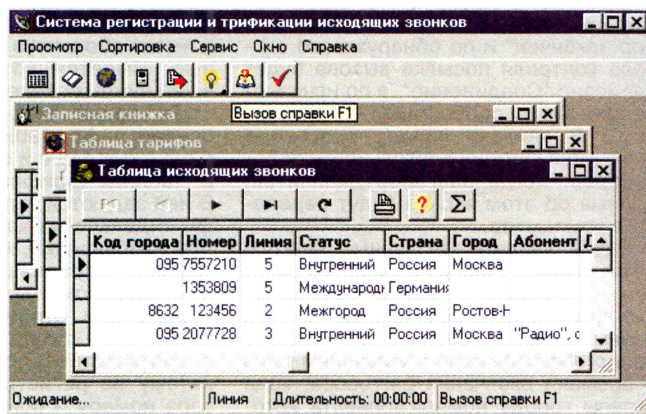 Система регистрации и трификации исходящих звонков
Просмотр Сортировка Сервис Окно Справка
Вызов справки F1
Записная книжка
Таблица тарифов
Таблица исходящих звонков
Код города Номер Линия Статус Страна Город Абонент
095 7557210 5 Внутренний Россия Москва
1353809 5 Международн Германия
8632 123456 2 Межгород Россия Ростов-Н
095 2077728 3 Внутренний Россия Москва "Радио", с
Ожидание... Линия Длительность: 00:00:00 Вызов справки F1